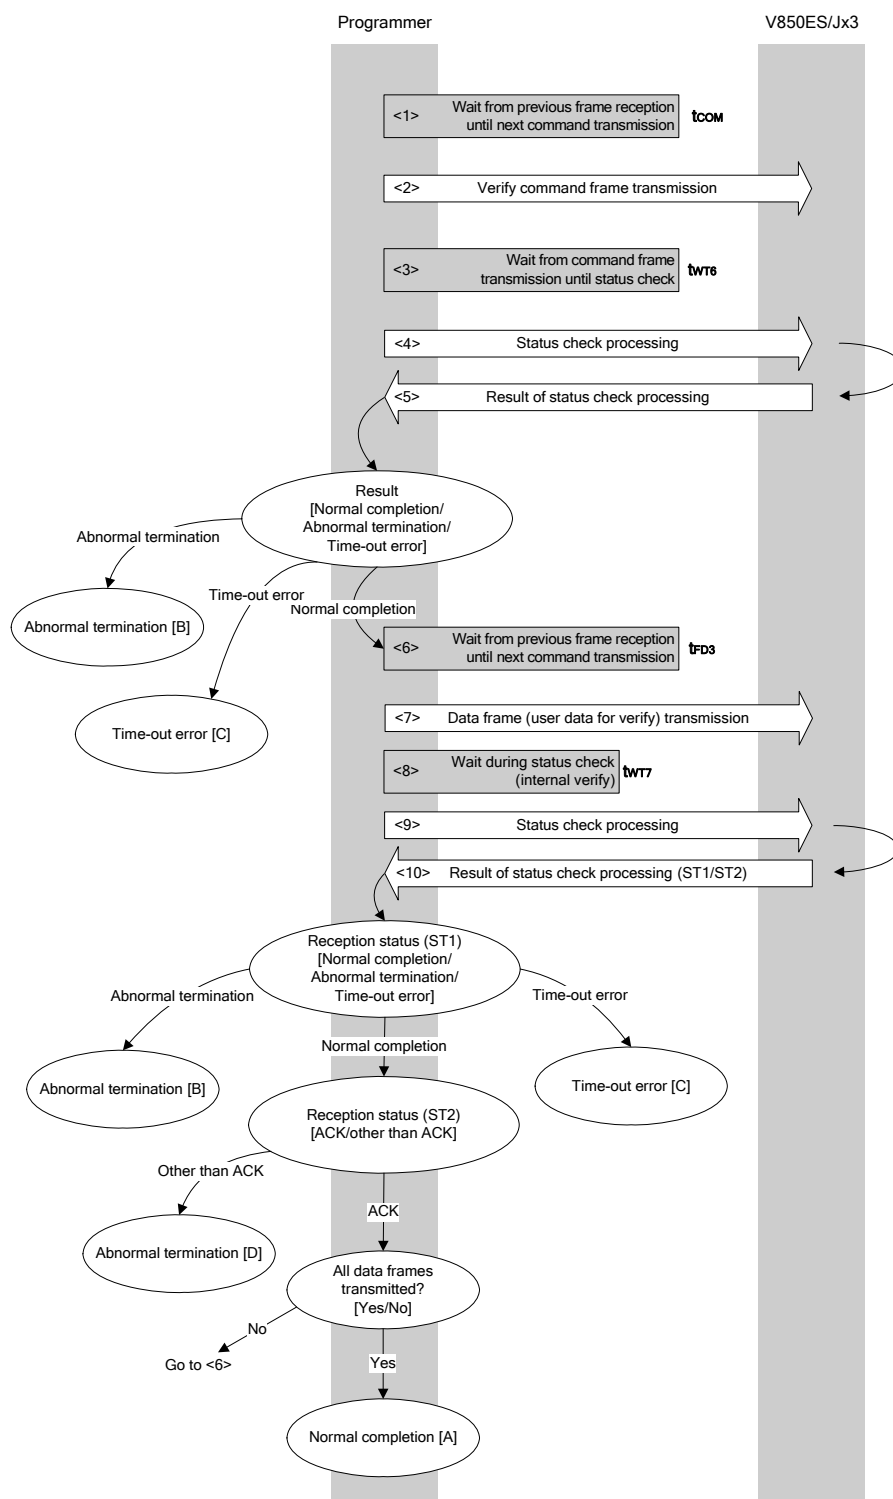 Programmer
V850ES/Jx3
<1> Wait from previous frame reception
until next command transmission
tCOM
<2> Verify command frame transmission
<3> Wait from command frame
transmission until status check
tWT6
<4> Status check processing
<5> Result of status check processing
Result
[Normal completion/
Abnormal termination/
Time-out error]
Abnormal termination
Time-out error
Normal completion
Abnormal termination [B]
<6> Wait from previous frame reception
until next command transmission
tFD3
Time-out error [C]
<7> Data frame (user data for verify) transmission
<8> Wait during status check
(internal verify)
tWT7
<9> Status check processing
<10> Result of status check processing (ST1/ST2)
Reception status (ST1)
[Normal completion/
Abnormal termination/
Time-out error]
Abnormal termination
Time-out error
Normal completion
Abnormal termination [B]
Time-out error [C]
Reception status (ST2)
[ACK/other than ACK]
Other than ACK
ACK
Abnormal termination [D]
All data frames
transmitted?
[Yes/No]
No
Go to <6>
Yes
Normal completion [A]